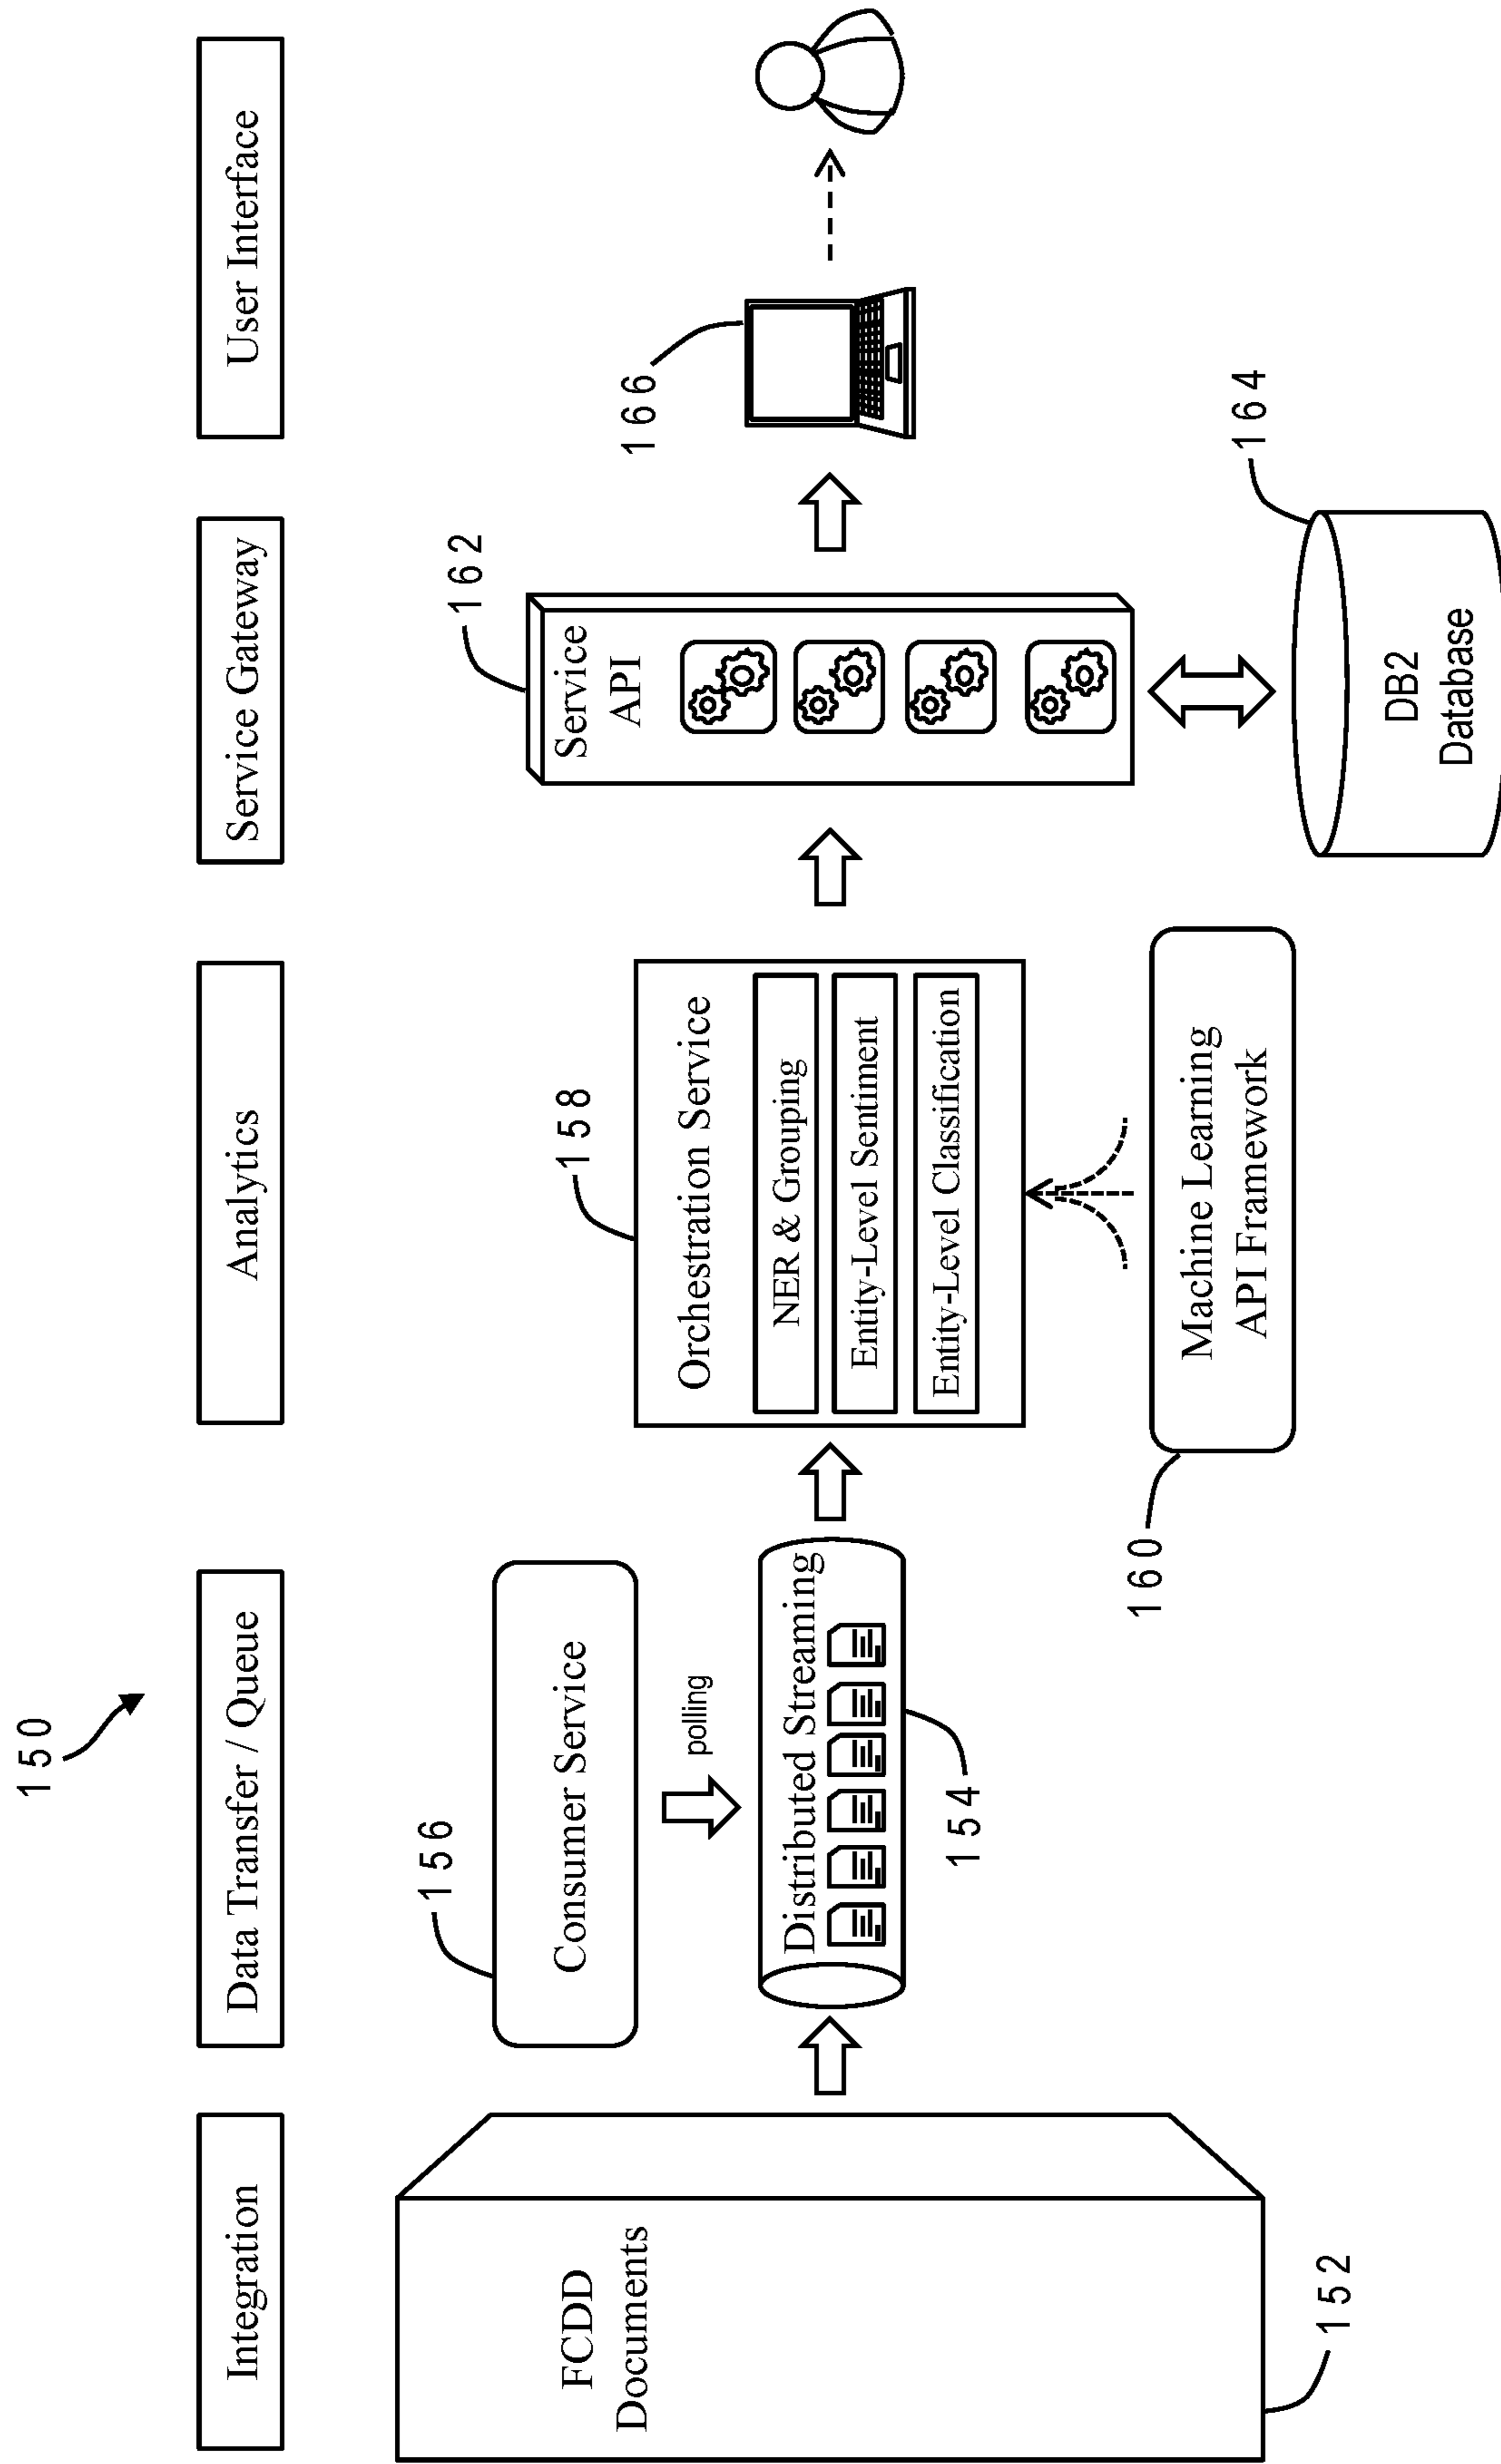 150
Integration
Data Transfer / Queue
Analytics
Service Gateway
User Interface
FCDD
Documents
152
156
Consumer Service
polling
Distributed Streaming
154
158
Orchestration Service
NER & Grouping
Entity-Level Sentiment
Entity-Level Classification
Machine Learning
API Framework
160
162
Service
API
DB2
Database
164
166